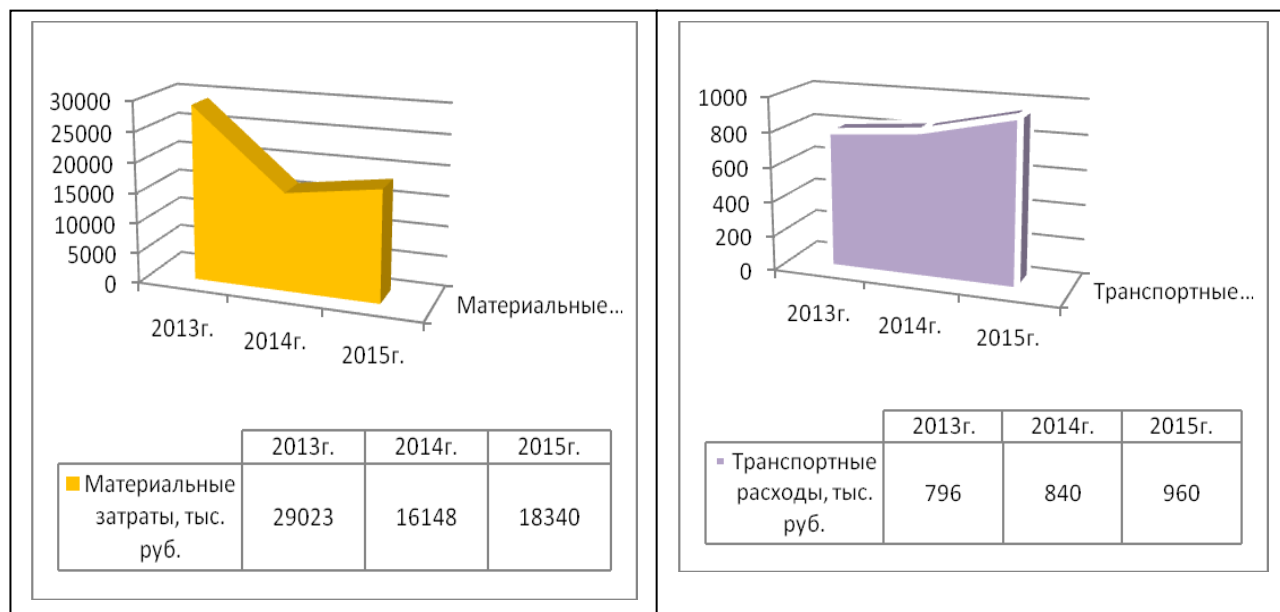 30000
25000
20000
15000
10000
5000
0
2013г.
2014г.
2015г.
Материальные...
2013г. 2014г. 2015г.
Материальные
затраты, тыс.
руб.
29023 16148 18340
1000
800
600
400
200
0
2013г.
2014г.
2015г.
Транспортные...
2013г. 2014г. 2015г.
Транспортные
расходы, тыс.
руб.
796 840 960